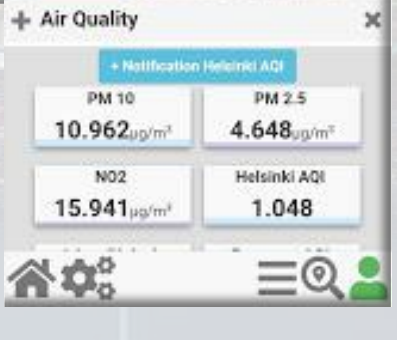 Air Quality
+ Notification Helsinki AQI
PM 10
PM 2.5
10.962µg/m³
4.648µg/m³
NO2
Helsinki AQI
15.941µg/m³
1.048